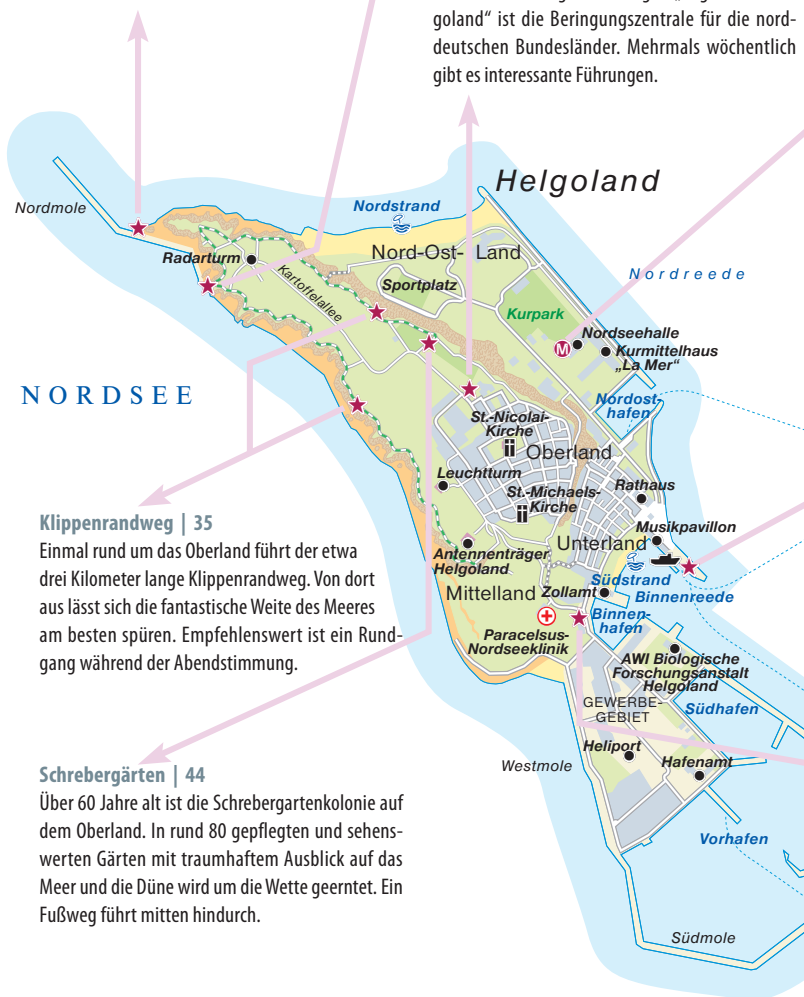 goland“ ist die Beringungszentrale für die nord-
deutschen Bundesländer. Mehrmals wöchentlich
gibt es interessante Führungen.
Helgoland
Nordmole
Nordstrand
Radarturm
Nord-Ost- Land
Kartoffelallee
Sportplatz
Nordreede
Kurpark
Nordseehalle
M
Kurmittelhaus
„La Mer“
NORDSEE
Nordost-
hafen
St.-Nicolai-
Kirche
Oberland
Leuchtturm
St.-Michaels-
Kirche
Rathaus
Musikpavillon
Unterland
Antennenträger
Helgoland
Südstrand
Binnenreede
Mittelland
Zollamt
Binnen-
hafen
Paracelsus-
Nordseeklinik
AWI Biologische
Forschungsanstalt
Helgoland
GEWERBE-
GEBIET
Südhafen
Heliport
Hafenamt
Westmole
Vorhafen
Südmole
Klippenrandweg | 35
Einmal rund um das Oberland führt der etwa
drei Kilometer lange Klippenrandweg. Von dort
aus lässt sich die fantastische Weite des Meeres
am besten spüren. Empfehlenswert ist ein Rund-
gang während der Abendstimmung.
Schrebergärten | 44
Über 60 Jahre alt ist die Schrebergartenkolonie auf
dem Oberland. In rund 80 gepflegten und sehens-
werten Gärten mit traumhaftem Ausblick auf das
Meer und die Düne wird um die Wette geerntet. Ein
Fußweg führt mitten hindurch.